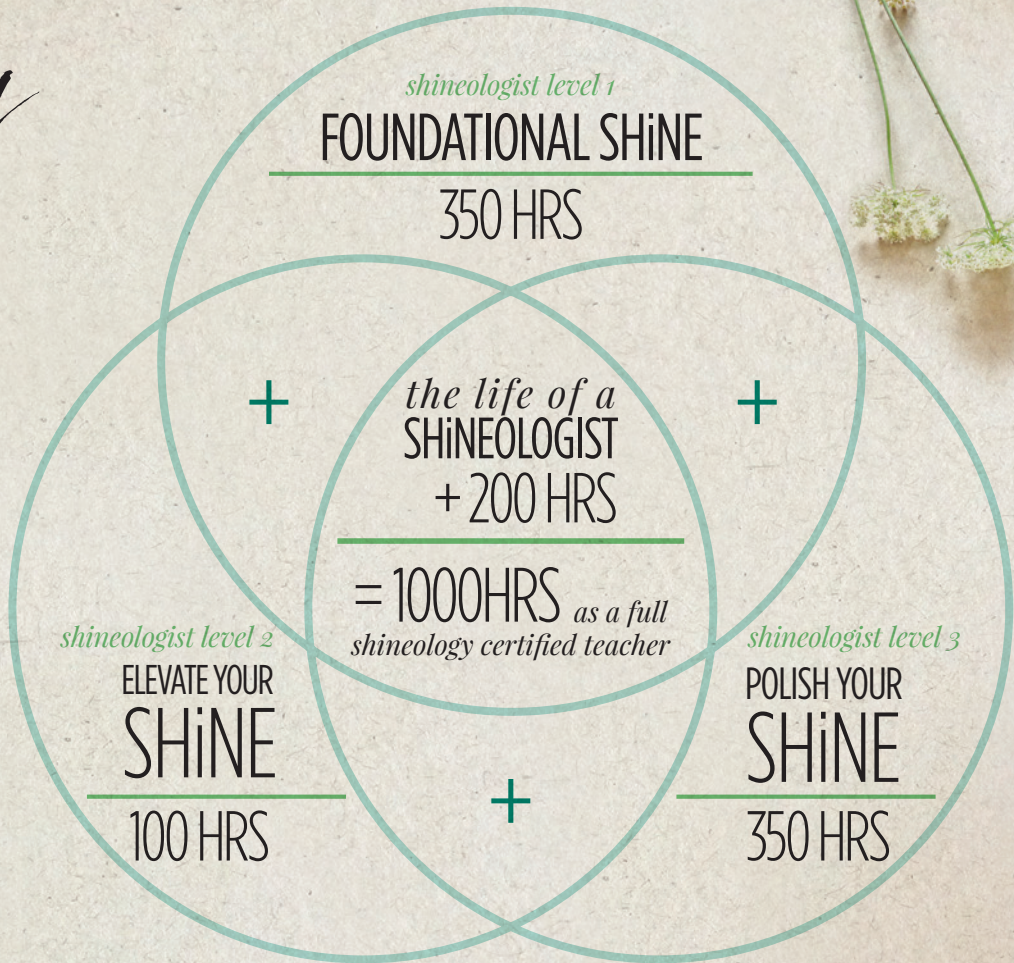 shineologist level 1
FOUNDATIONAL SHiNE
350 HRS
+
+
the life of a
SHiNEOLOGIST
+ 200 HRS
= 1000HRS as a full
shineology certified teacher
shineologist level 2
ELEVATE YOUR
SHiNE
100 HRS
shineologist level 3
POLISH YOUR
SHiNE
350 HRS
+